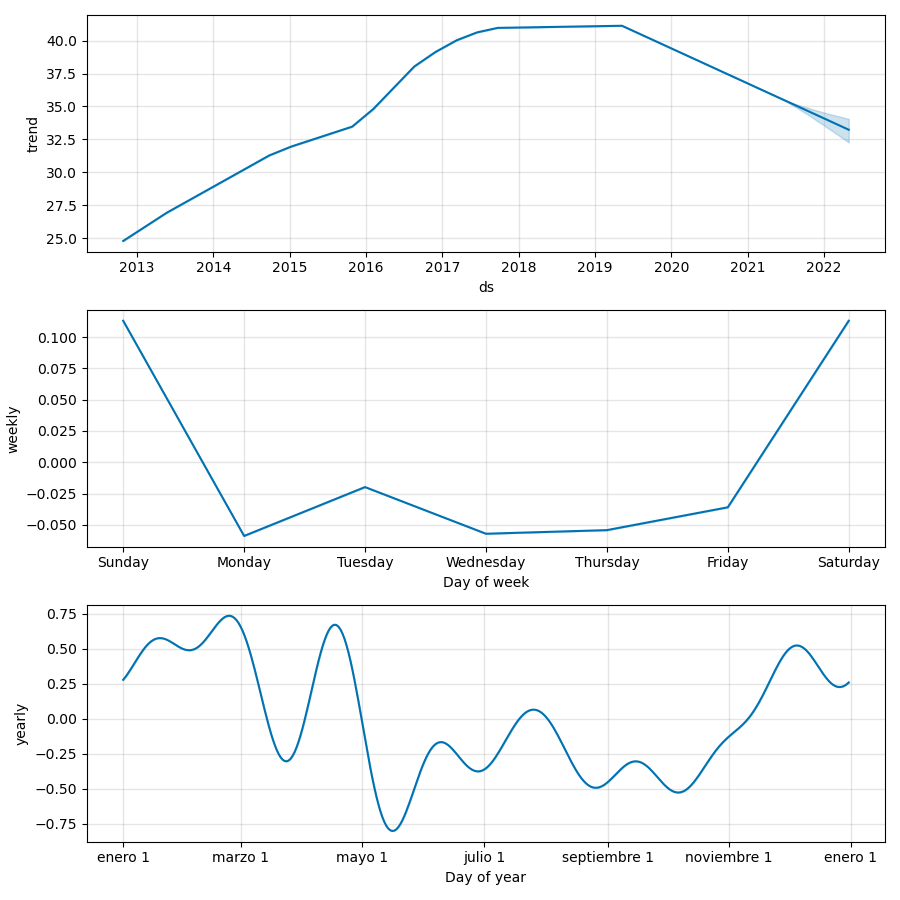 trend
40.0
37.5
35.0
32.5
30.0
27.5
25.0
2013 2014 2015 2016 2017 2018 2019 2020 2021 2022
ds
weekly
0.100
0.075
0.050
0.025
0.000
−0.025
−0.050
Sunday Monday Tuesday Wednesday Thursday Friday Saturday
Day of week
yearly
0.75
0.50
0.25
0.00
−0.25
−0.50
−0.75
enero 1 marzo 1 mayo 1 julio 1 septiembre 1 noviembre 1 enero 1
Day of year